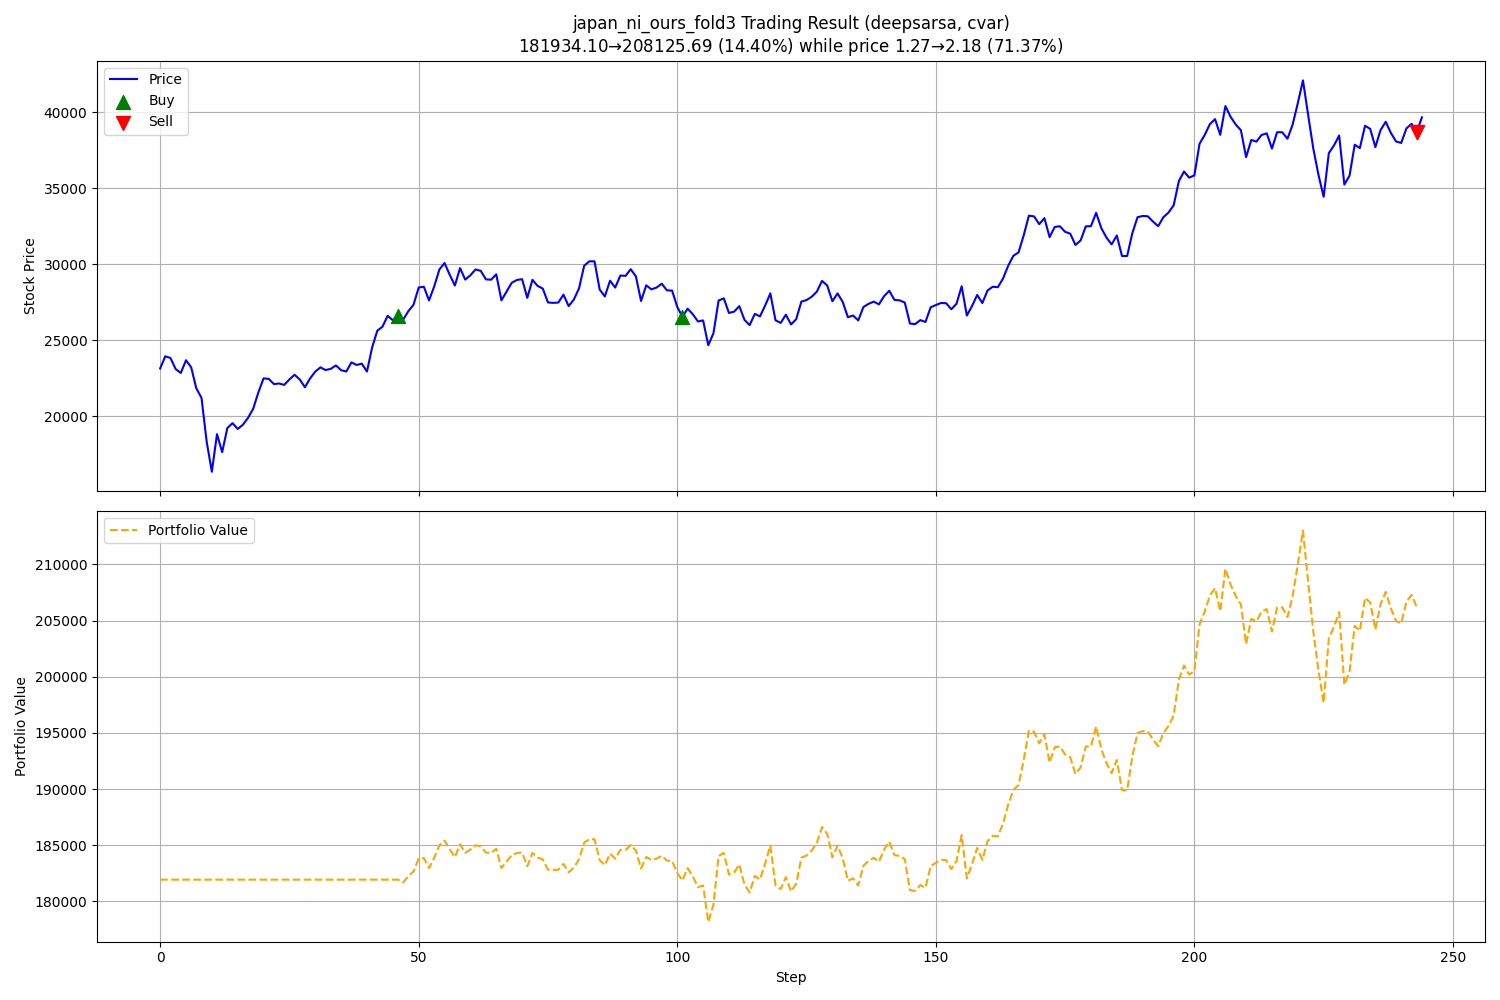 japan_ni_ours_fold3 Trading Result (deepsarsa, cvar)
181934.10→208125.69 (14.40%) while price 1.27→2.18 (71.37%)
Price
Buy
Sell
Stock Price
40000
35000
30000
25000
20000
Portfolio Value
Portfolio Value
210000
205000
200000
195000
190000
185000
180000
0
50
100
150
200
250
Step